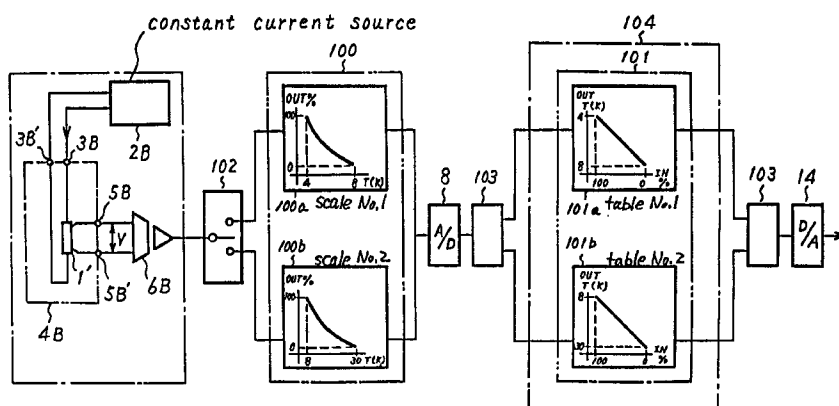 constant current source
104
100
101
2B
3B'
3B
102
8
103
103
14
OUT%
100
0
4
8
T(K)
100a
scale No.1
OUT
T(K)
4
8
100
0
IN
%
101a
table No.1
5B
V
1'
5B'
6B
4B
A/D
D/A
100b
scale No.2
OUT%
100
0
8
30
T(K)
101b
table No.2
OUT
T(K)
8
30
100
0
IN
%